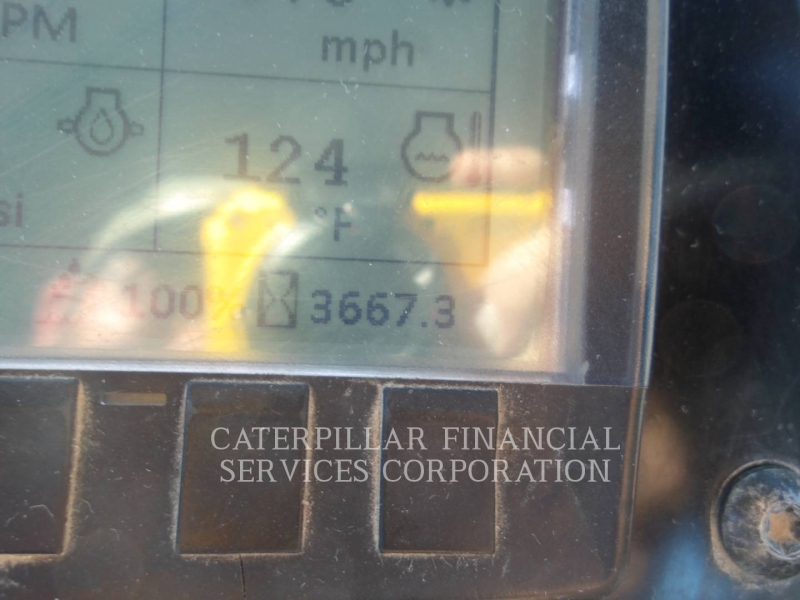 PM
mph
124
si
°F
100%
3667.3
CATERPILLAR FINANCIAL
SERVICES CORPORATION